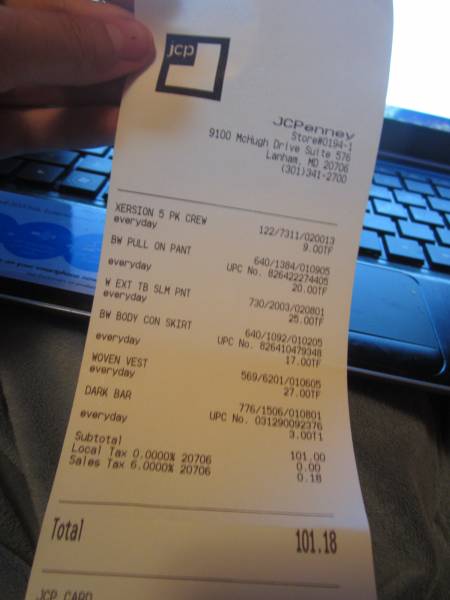 jcp
JCPenney
Store#0194-1
9100 McHugh Drive Suite 576
Lanham, MD 20706
(301)341-2700
XERSION 5 PK CREW 122/7311/020013
everyday 9.00TF
BW PULL ON PANT 640/1384/010905
UPC No. 826422274405
everyday 20.00TF
W EXT TB SLM PNT 730/2003/020801
everyday 25.00TF
BW BODY CON SKIRT 640/1092/010205
UPC No. 826410479348
everyday 17.00TF
WOVEN VEST 569/6201/010605
everyday 27.00TF
DARK BAR 776/1506/010801
UPC No. 031290092376
everyday 3.00T1
Subtotal 101.00
Local Tax 0.0000% 20706 0.00
Sales Tax 6.0000% 20706 0.18
Total 101.18
JCP CARD